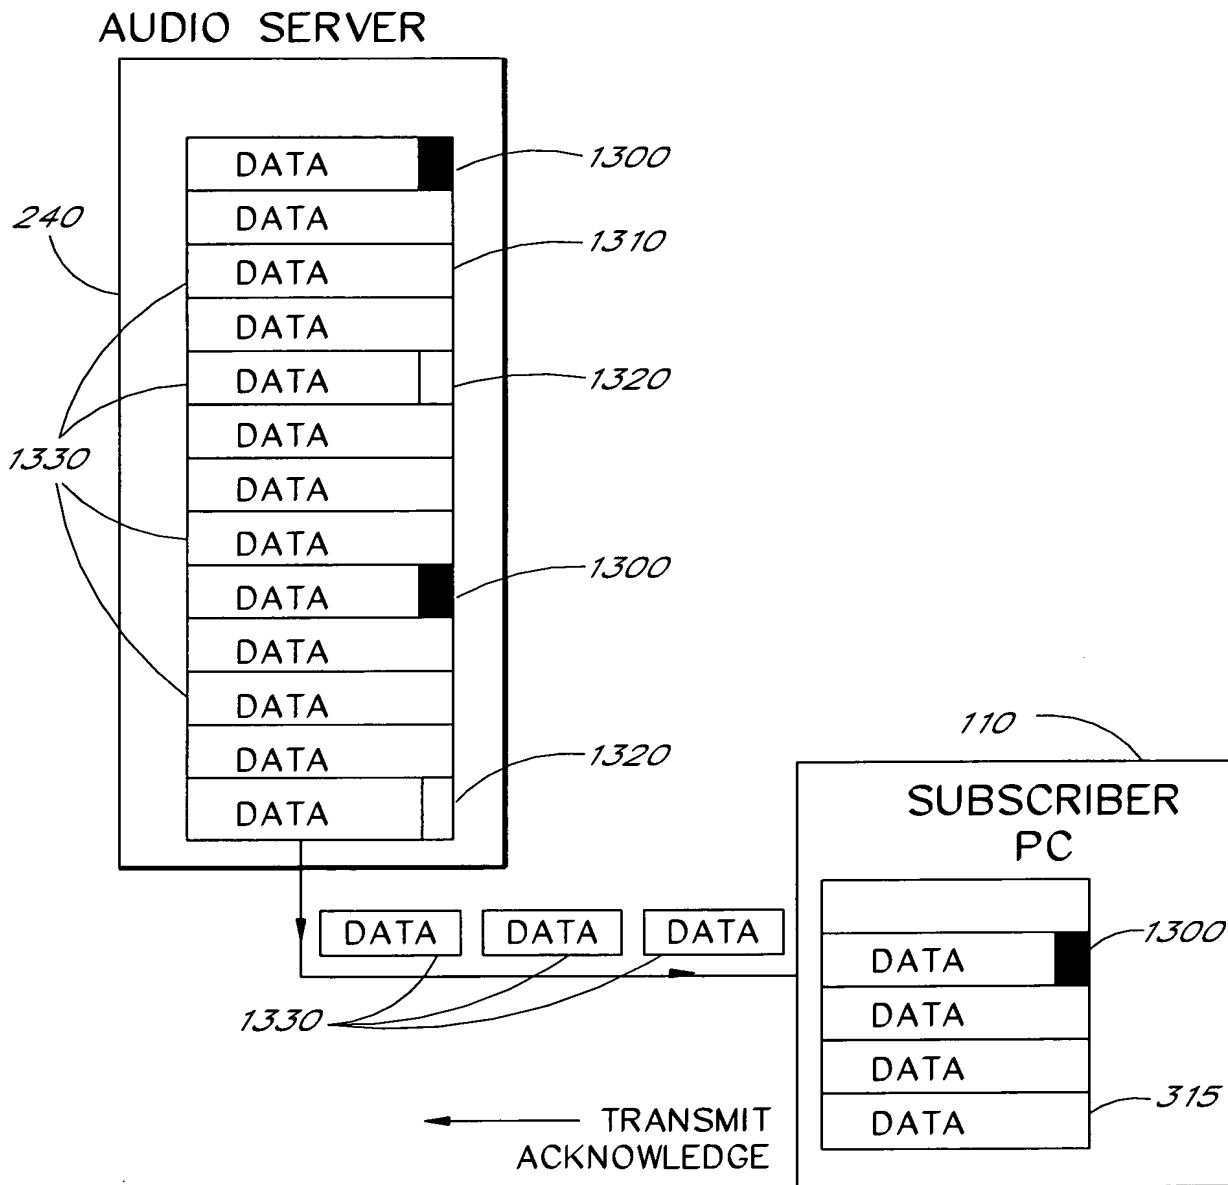 AUDIO SERVER
DATA
1300
DATA
240
1310
DATA
DATA
DATA
1320
DATA
1330
DATA
DATA
1300
DATA
DATA
DATA
110
DATA
1320
DATA
SUBSCRIBER
PC
DATA DATA DATA
1300
DATA
1330
DATA
DATA
315
TRANSMIT
ACKNOWLEDGE
DATA